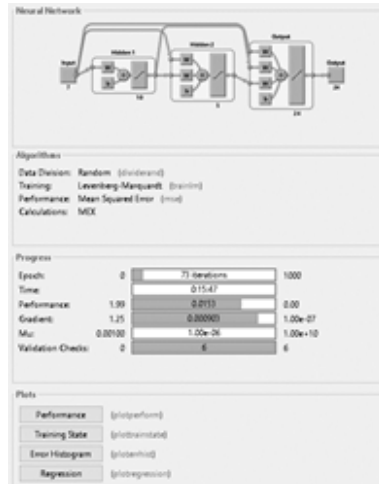 Neural Network
Hidden 1
Hidden 2
Output
Input
Output
W
b
W
W
b
W
W
W
b
7
10
5
24
24
Algorithms
Data Division: Random (dividerand)
Training: Levenberg-Marquardt (trainlm)
Performance: Mean Squared Error (mse)
Calculations: MEX
Progress
Epoch: 0 73 iterations 1000
Time: 0:15:47
Performance: 1.99 0.0153 0.00
Gradient: 1.25 0.000903 1.00e-07
Mu: 0.00100 1.00e-06 1.00e+10
Validation Checks: 0 6 6
Plots
Performance (plotperform)
Training State (plottrainstate)
Error Histogram (ploterrhist)
Regression (plotregression)